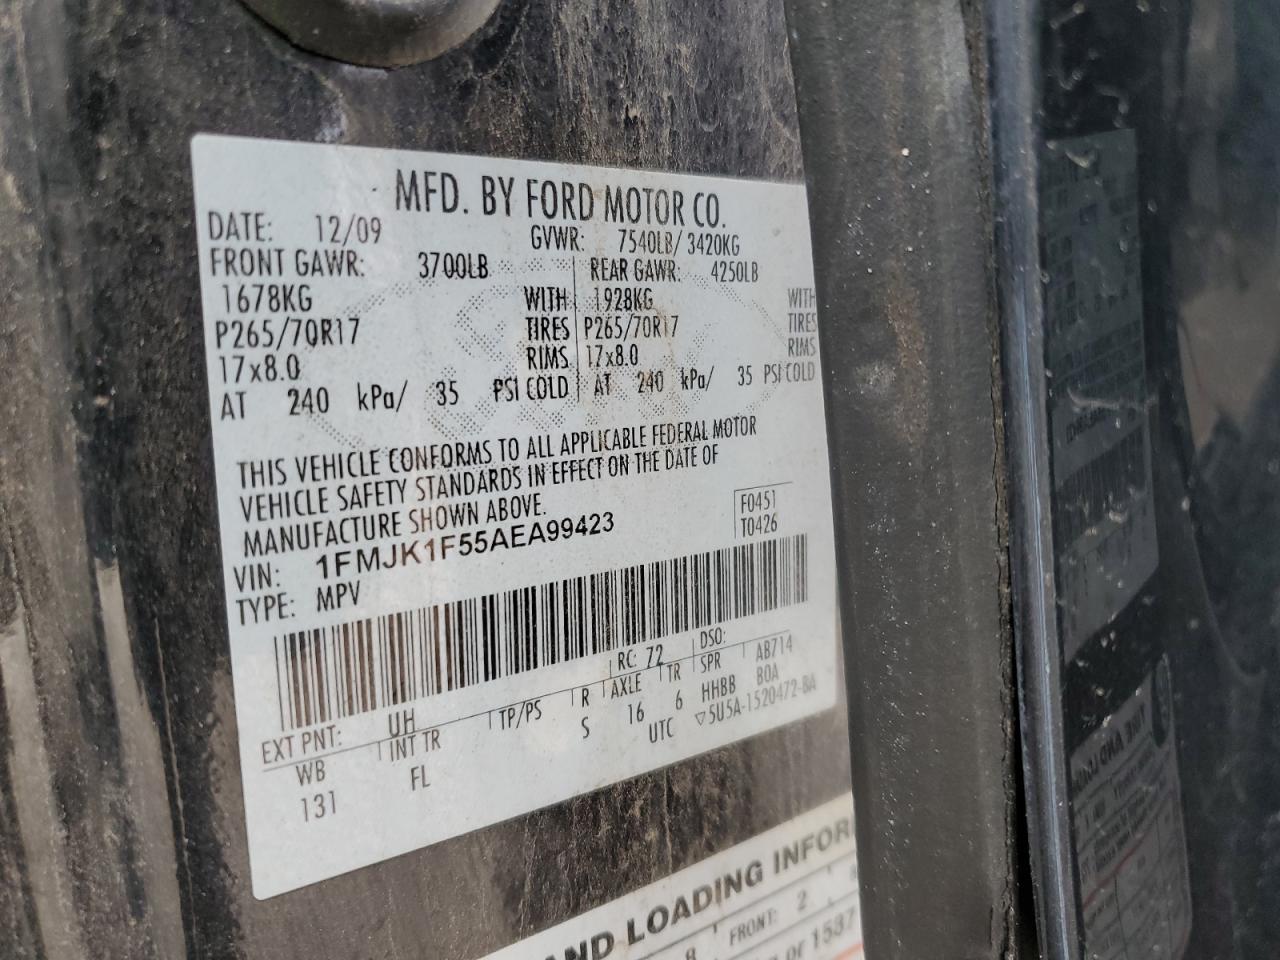 MFD. BY FORD MOTOR CO.
DATE: 12/09 GVWR: 7540LB/ 3420KG
FRONT GAWR: 3700LB REAR GAWR: 4250LB
1678KG WITH 1928KG WITH
P265/70R17 TIRES P265/70R17 TIRES
17x8.0 RIMS 17x8.0 RIMS
AT 240 kPa/ 35 PSI COLD AT 240 kPa/ 35 PSI COLD
THIS VEHICLE CONFORMS TO ALL APPLICABLE FEDERAL MOTOR
VEHICLE SAFETY STANDARDS IN EFFECT ON THE DATE OF
MANUFACTURE SHOWN ABOVE.
F0451
T0426
VIN: 1FMJK1F55AEA99423
TYPE: MPV
EXT PNT: UH RC: 72 DSO:
WB INT TR TP/PS R AXLE TR SPR AB714
131 FL S 16 6 HHBB B0A
UTC ▽5U5A-1520472-BA
AND LOADING INFOR
8 FRONT: 2
or 1537